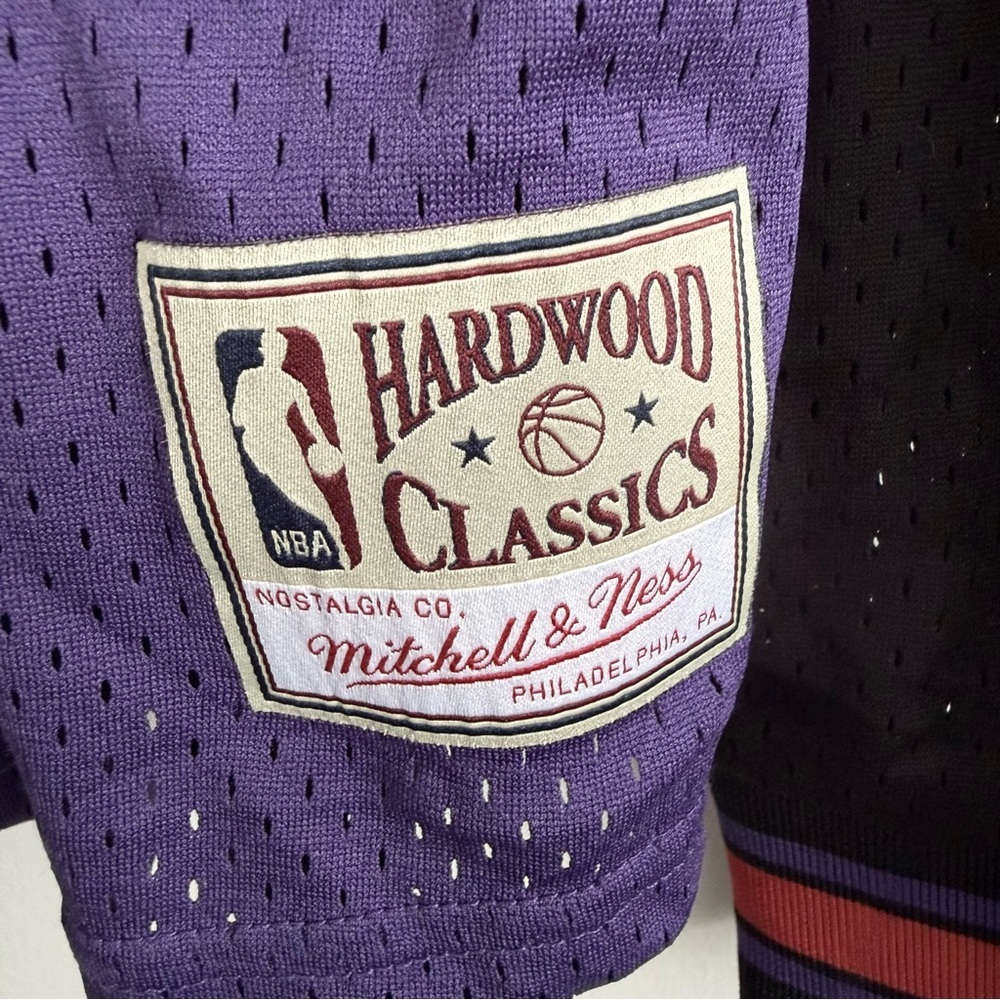 HARDWOOD
CLASSICS
NBA
NOSTALGIA CO.
Mitchell & Ness
PHILADELPHIA, PA.